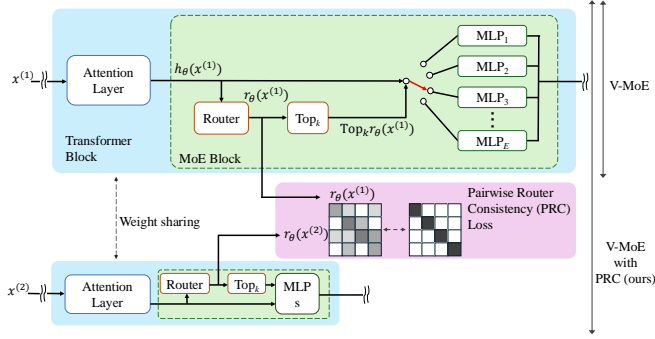 x^{(1)}
Attention
Layer
h_θ(x^{(1)})
r_θ(x^{(1)})
Router
Top_k
Top_k r_θ(x^{(1)})
MLP_1
MLP_2
MLP_3
⋮
MLP_E
Transformer
Block
MoE Block
V-MoE
Weight sharing
r_θ(x^{(1)})
r_θ(x^{(2)})
Pairwise Router
Consistency (PRC)
Loss
V-MoE
with
PRC (ours)
x^{(2)}
Attention
Layer
Router
Top_k
MLP
s